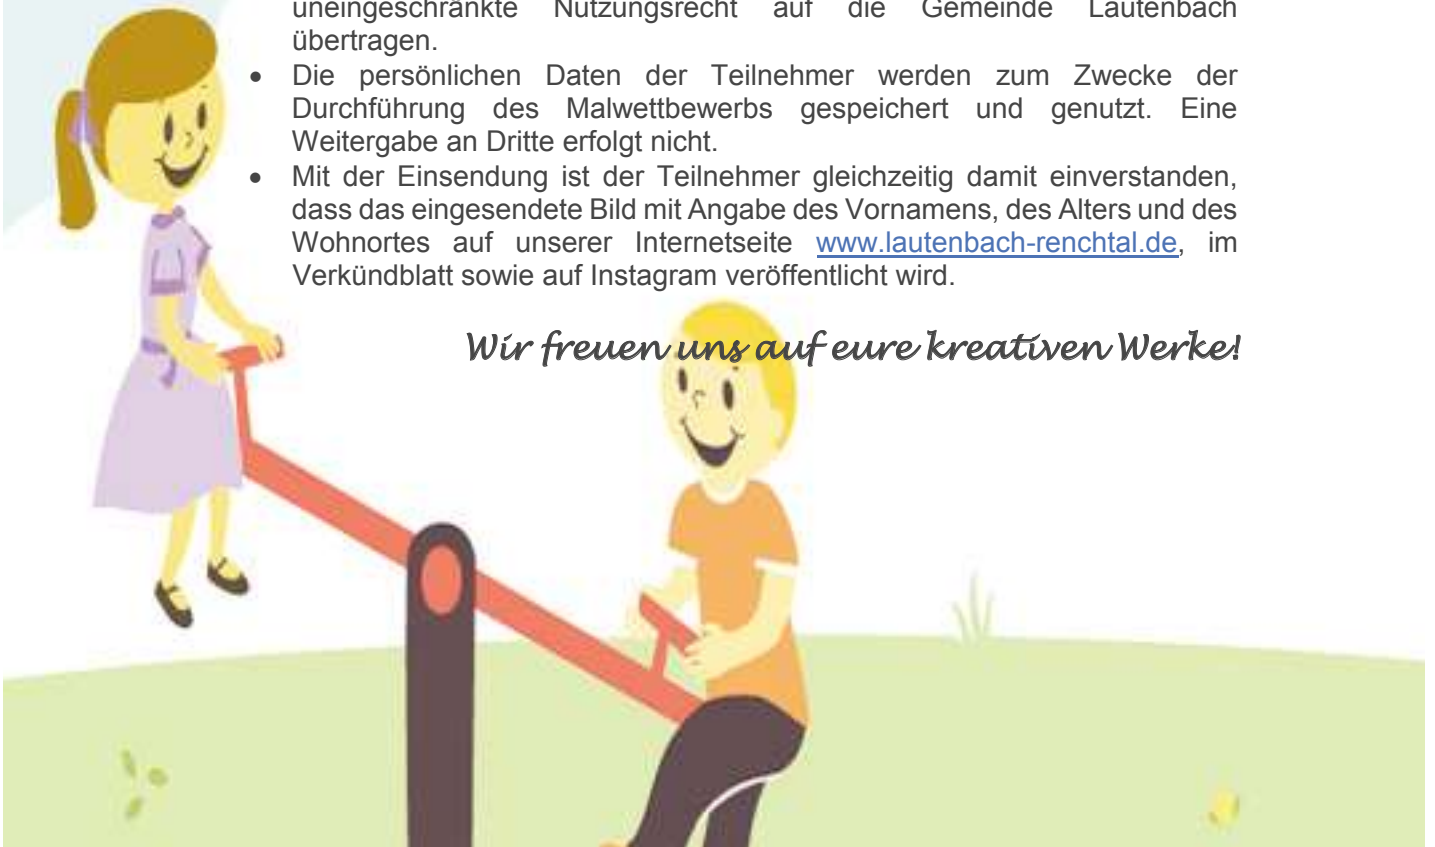 uneingeschränkte Nutzungsrecht auf die Gemeinde Lautenbach
übertragen.
• Die persönlichen Daten der Teilnehmer werden zum Zwecke der
Durchführung des Malwettbewerbs gespeichert und genutzt. Eine
Weitergabe an Dritte erfolgt nicht.
• Mit der Einsendung ist der Teilnehmer gleichzeitig damit einverstanden,
dass das eingesendete Bild mit Angabe des Vornamens, des Alters und des
Wohnortes auf unserer Internetseite www.lautenbach-renchtal.de, im
Verkündblatt sowie auf Instagram veröffentlicht wird.
Wir freuen uns auf eure kreativen Werke!